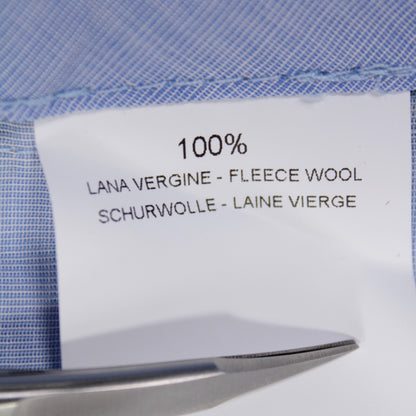 100%
LANA VERGINE - FLEECE WOOL
SCHURWOLLE - LAINE VIERGE